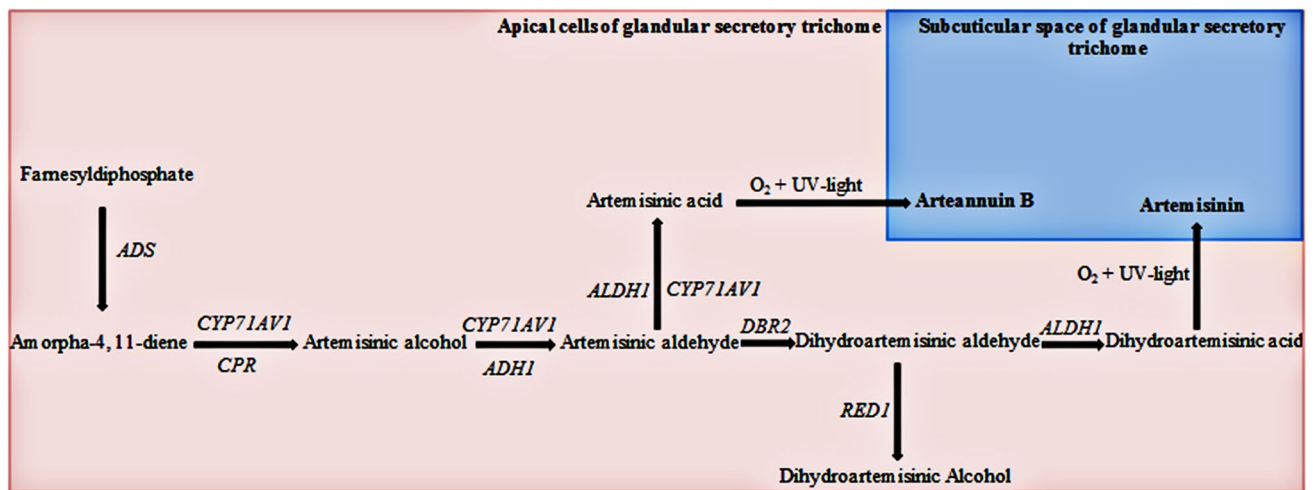 Apical cells of glandular secretory trichome
Subcuticular space of glandular secretory
trichome
Farnesyldiphosphate
ADS
Amorpha-4, 11-diene
CYP71AV1
CPR
Artemisinic alcohol
CYP71AV1
ADH1
Artemisinic aldehyde
ALDH1
CYP71AV1
Artemisinic acid
O₂ + UV-light
Arteannuin B
DBR2
Dihydroartemisinic aldehyde
RED1
Dihydroartemisinic Alcohol
ALDH1
Dihydroartemisinic acid
O₂ + UV-light
Artemisinin